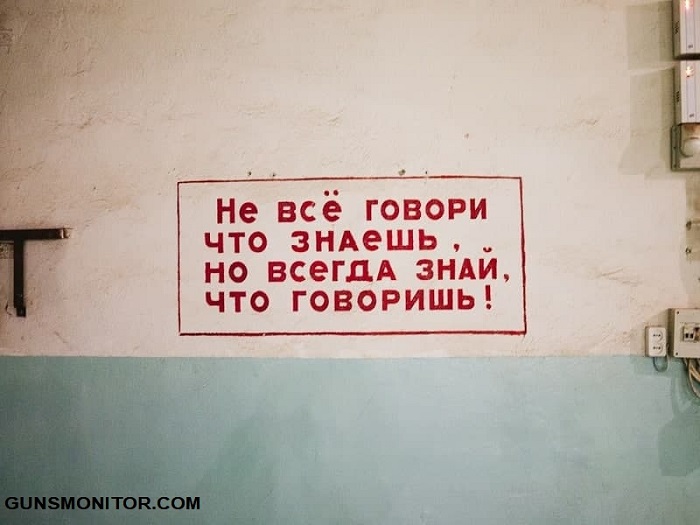 Не всё говори
что знаешь,
но всегда знай,
что говоришь!
GUNSMONITOR.COM